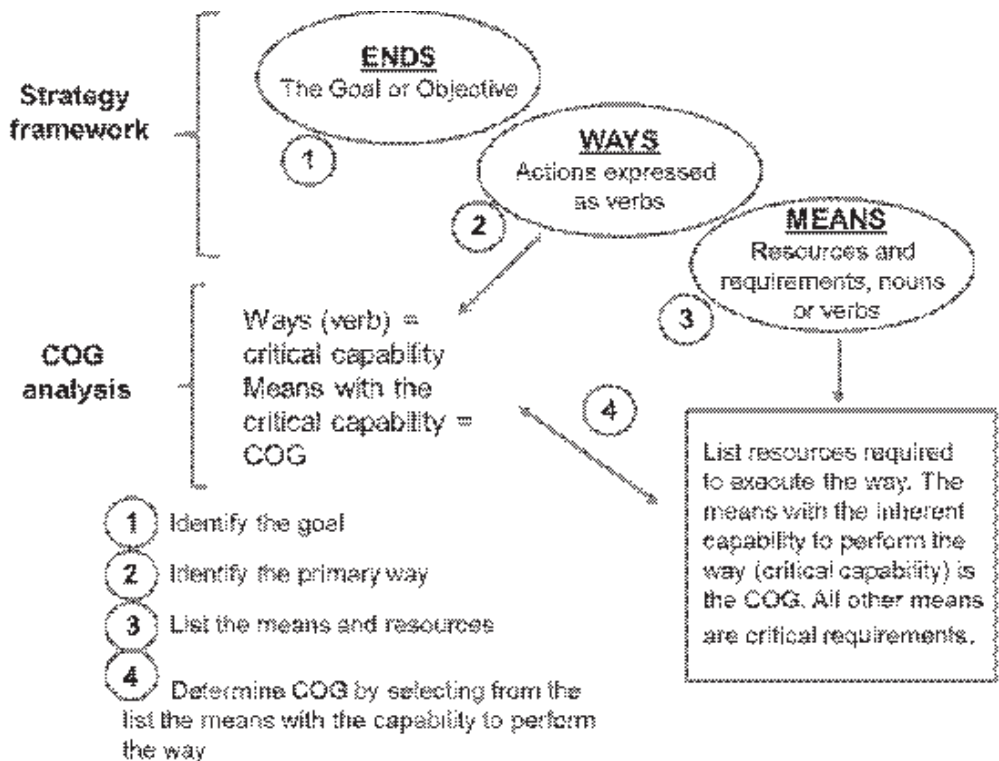 ENDS
The Goal or Objective
Strategy
framework
1
WAYS
Actions expressed
as verbs
2
MEANS
Resources and
requirements, nouns
or verbs
3
COG
analysis
Ways (verb) =
critical capability
Means with the
critical capability =
COG
4
List resources required
to execute the way. The
means with the inherent
capability to perform the
way (critical capability) is
the COG. All other means
are critical requirements.
1 Identify the goal
2 Identify the primary way
3 List the means and resources
4 Determine COG by selecting from the
list the means with the capability to perform
the way